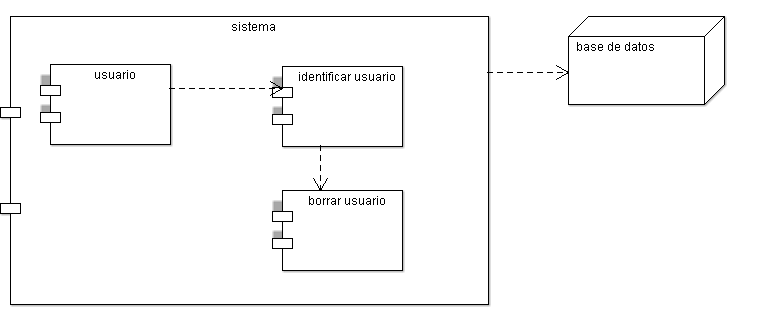 sistema
base de datos
usuario
identificar usuario
borrar usuario